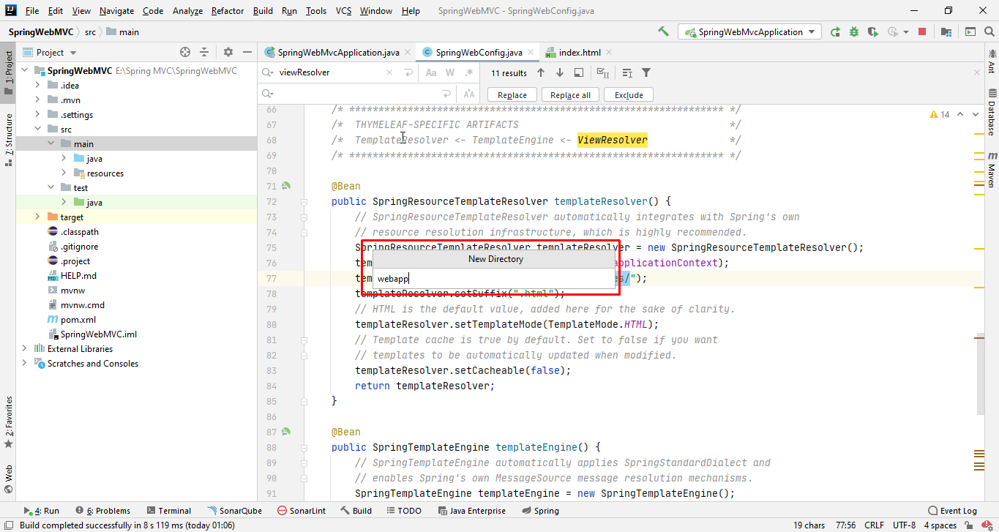 File Edit View Navigate Code Analyze Refactor Build Run Tools VCS Window Help SpringWebMVC - SpringWebConfig.java
SpringWebMVC src main SpringWebMvcApplication
Project
SpringWebMvcApplication.java SpringWebConfig.java index.html
1: Project
7: Structure
2: Favorites
Web
SpringWebMVC E:\Spring MVC\SpringWebMVC
.idea
.mvn
.settings
src
main
java
resources
test
java
target
.classpath
.gitignore
.project
HELP.md
mvnw
mvnw.cmd
pom.xml
SpringWebMVC.iml
External Libraries
Scratches and Consoles
viewResolver Aa W .* 11 results
Replace Replace all Exclude
14
66 /* **************************************************************** */
67 /* THYMELEAF-SPECIFIC ARTIFACTS */
68 /* TemplateResolver <- TemplateEngine <- ViewResolver */
69 /* **************************************************************** */
70
71 @Bean
72 public SpringResourceTemplateResolver templateResolver() {
73 // SpringResourceTemplateResolver automatically integrates with Spring's own
74 // resource resolution infrastructure, which is highly recommended.
75 SpringResourceTemplateResolver templateResolver = new SpringResourceTemplateResolver();
76 tem applicationContext);
77 tem es/");
78 templateResolver.setSuffix(".html");
79 // HTML is the default value, added here for the sake of clarity.
80 templateResolver.setTemplateMode(TemplateMode.HTML);
81 // Template cache is true by default. Set to false if you want
82 // templates to be automatically updated when modified.
83 templateResolver.setCacheable(false);
84 return templateResolver;
85 }
86
87 @Bean
88 public SpringTemplateEngine templateEngine() {
89 // SpringTemplateEngine automatically applies SpringStandardDialect and
90 // enables Spring's own MessageSource message resolution mechanisms.
91 SpringTemplateEngine templateEngine = new SpringTemplateEngine();
New Directory
webapp
Ant
Database
m
Maven
4: Run 6: Problems Terminal SonarQube SonarLint Build TODO Java Enterprise Spring Event Log
Build completed successfully in 8 s 119 ms (today 01:06) 19 chars 77:56 CRLF UTF-8 4 spaces